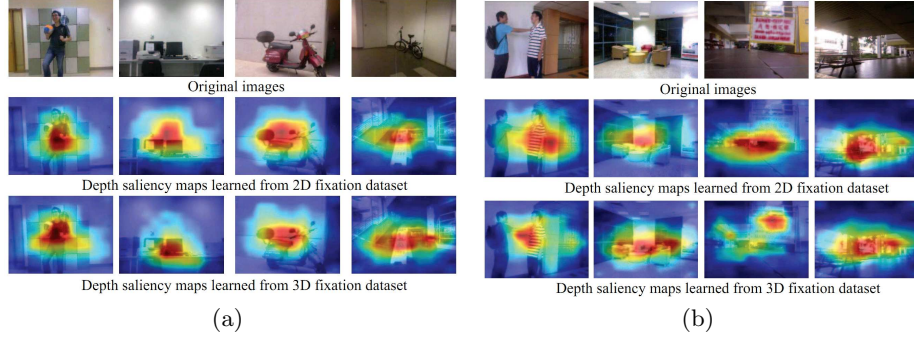 Original images
Depth saliency maps learned from 2D fixation dataset
Depth saliency maps learned from 3D fixation dataset
(a)
Original images
Depth saliency maps learned from 2D fixation dataset
Depth saliency maps learned from 3D fixation dataset
(b)